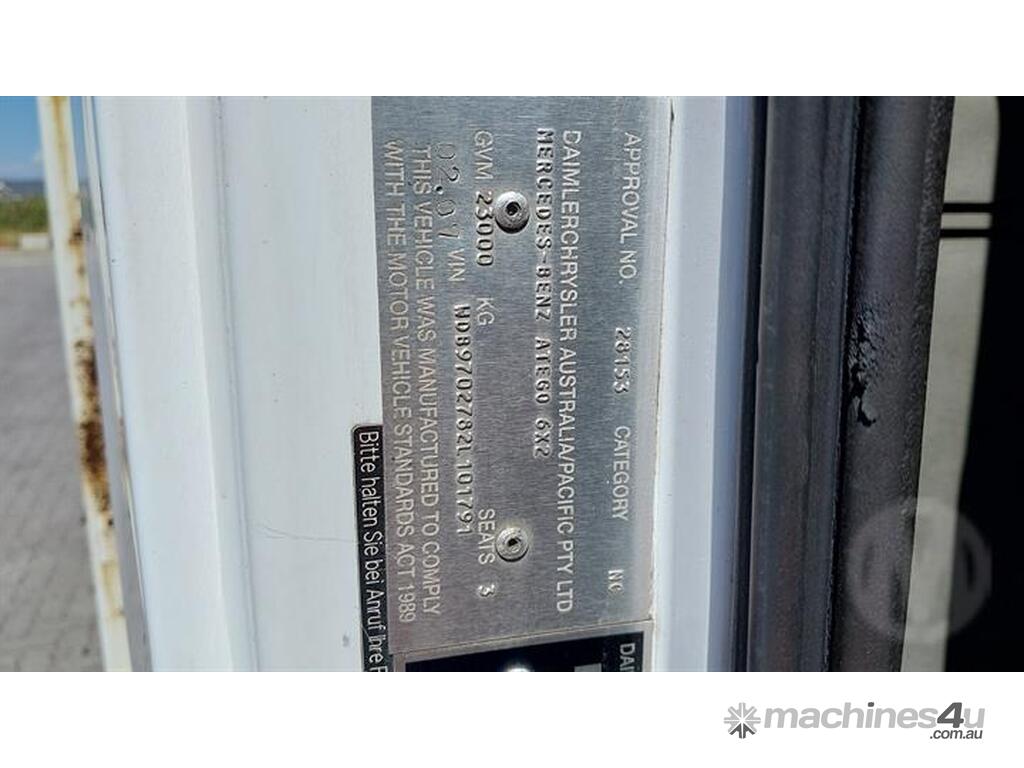 APPROVAL NO. 28153 CATEGORY NC
DAIMLERCHRYSLER AUSTRALIA/PACIFIC PTY LTD
MERCEDES-BENZ ATEGO 6X2
GVM 23000 KG SEATS 3
02.07 VIN WDB9702782L101791
THIS VEHICLE WAS MANUFACTURED TO COMPLY
WITH THE MOTOR VEHICLE STANDARDS ACT 1989
Bitte halten Sie bei Anruf Ihre F
DAI
machines4u
.com.au